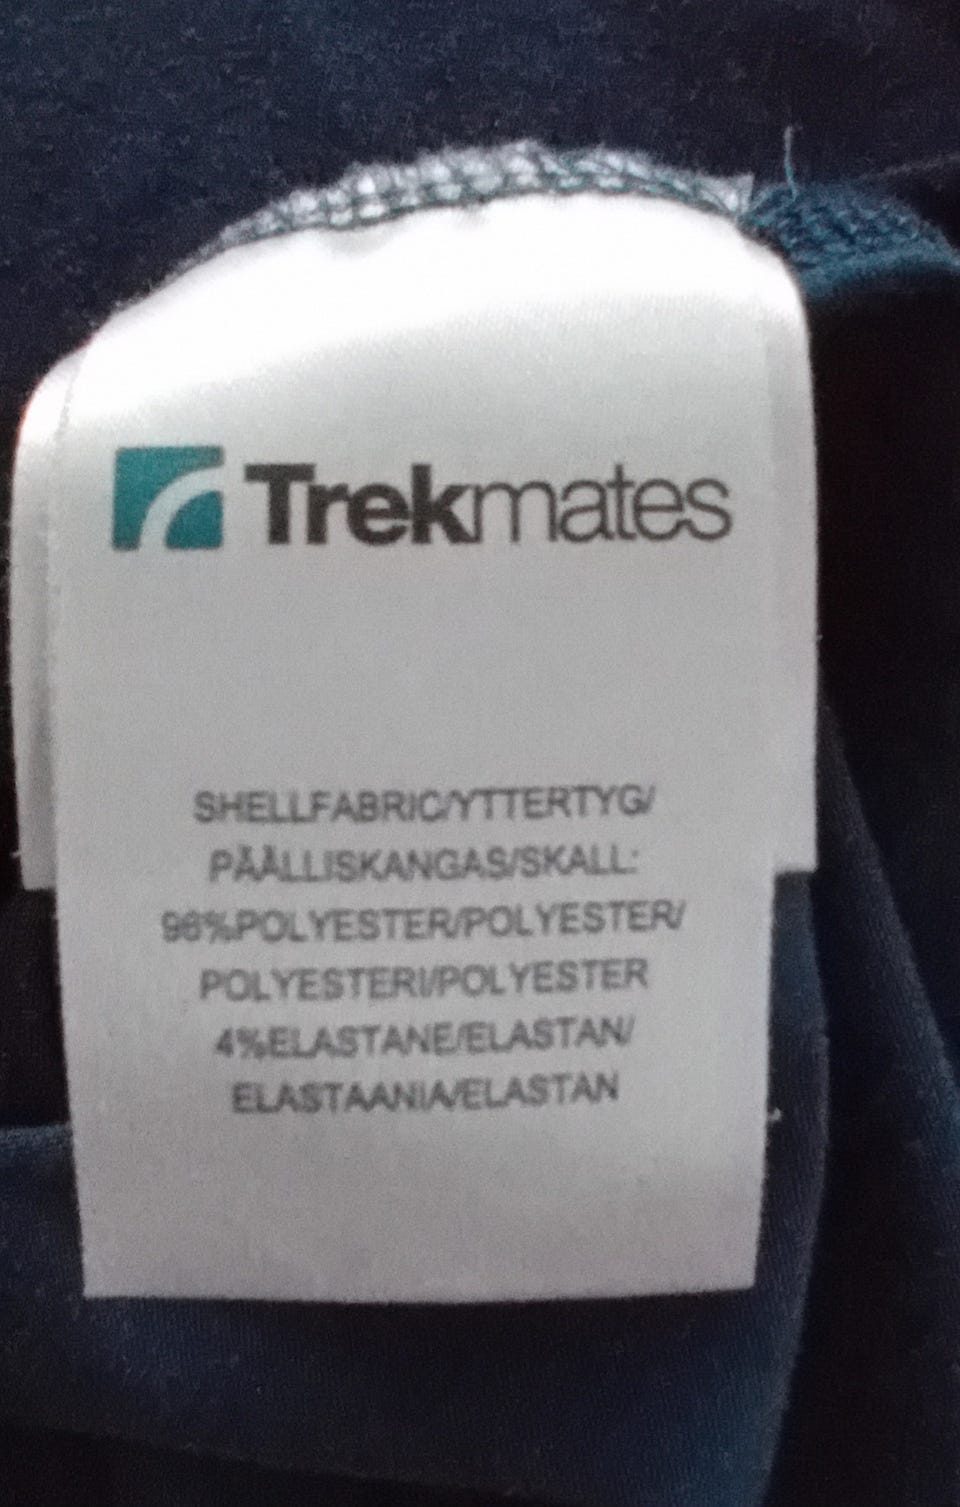 Trekmates
SHELLFABRIC/YTTERTYG/
PÄÄLLISKANGAS/SKALL:
96%POLYESTER/POLYESTER/
POLYESTERI/POLYESTER
4%ELASTANE/ELASTAN/
ELASTAANIA/ELASTAN